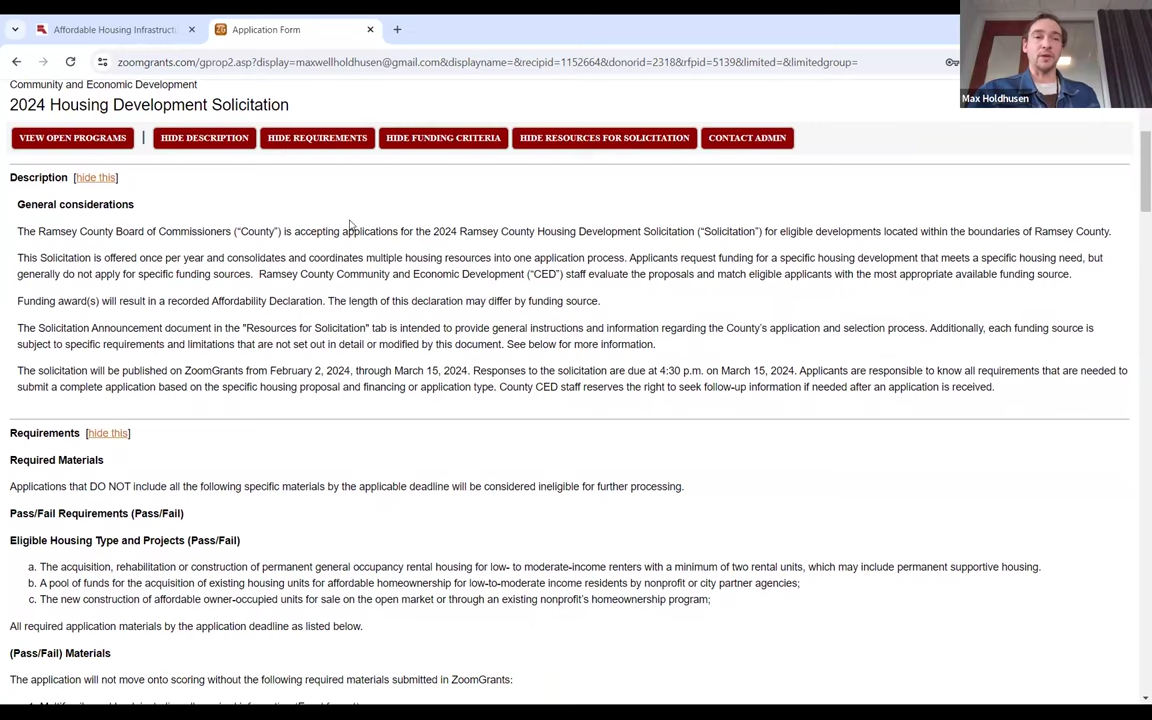 Affordable Housing Infrastructu
Application Form
zoomgrants.com/gprop2.asp?display=maxwellholdhusen@gmail.com&displayname=&recipid=1152664&donorid=2318&rfpid=5139&limited=&limitedgroup=
Max Holdhusen
Community and Economic Development
2024 Housing Development Solicitation
VIEW OPEN PROGRAMS | HIDE DESCRIPTION HIDE REQUIREMENTS HIDE FUNDING CRITERIA HIDE RESOURCES FOR SOLICITATION CONTACT ADMIN
Description [hide this]
General considerations
The Ramsey County Board of Commissioners ("County") is accepting applications for the 2024 Ramsey County Housing Development Solicitation ("Solicitation") for eligible developments located within the boundaries of Ramsey County.
This Solicitation is offered once per year and consolidates and coordinates multiple housing resources into one application process. Applicants request funding for a specific housing development that meets a specific housing need, but
generally do not apply for specific funding sources. Ramsey County Community and Economic Development ("CED") staff evaluate the proposals and match eligible applicants with the most appropriate available funding source.
Funding award(s) will result in a recorded Affordability Declaration. The length of this declaration may differ by funding source.
The Solicitation Announcement document in the "Resources for Solicitation" tab is intended to provide general instructions and information regarding the County's application and selection process. Additionally, each funding source is
subject to specific requirements and limitations that are not set out in detail or modified by this document. See below for more information.
The solicitation will be published on ZoomGrants from February 2, 2024, through March 15, 2024. Responses to the solicitation are due at 4:30 p.m. on March 15, 2024. Applicants are responsible to know all requirements that are needed to
submit a complete application based on the specific housing proposal and financing or application type. County CED staff reserves the right to seek follow-up information if needed after an application is received.
Requirements [hide this]
Required Materials
Applications that DO NOT include all the following specific materials by the applicable deadline will be considered ineligible for further processing.
Pass/Fail Requirements (Pass/Fail)
Eligible Housing Type and Projects (Pass/Fail)
a. The acquisition, rehabilitation or construction of permanent general occupancy rental housing for low- to moderate-income renters with a minimum of two rental units, which may include permanent supportive housing.
b. A pool of funds for the acquisition of existing housing units for affordable homeownership for low-to-moderate income residents by nonprofit or city partner agencies;
c. The new construction of affordable owner-occupied units for sale on the open market or through an existing nonprofit's homeownership program;
All required application materials by the application deadline as listed below.
(Pass/Fail) Materials
The application will not move onto scoring without the following required materials submitted in ZoomGrants: